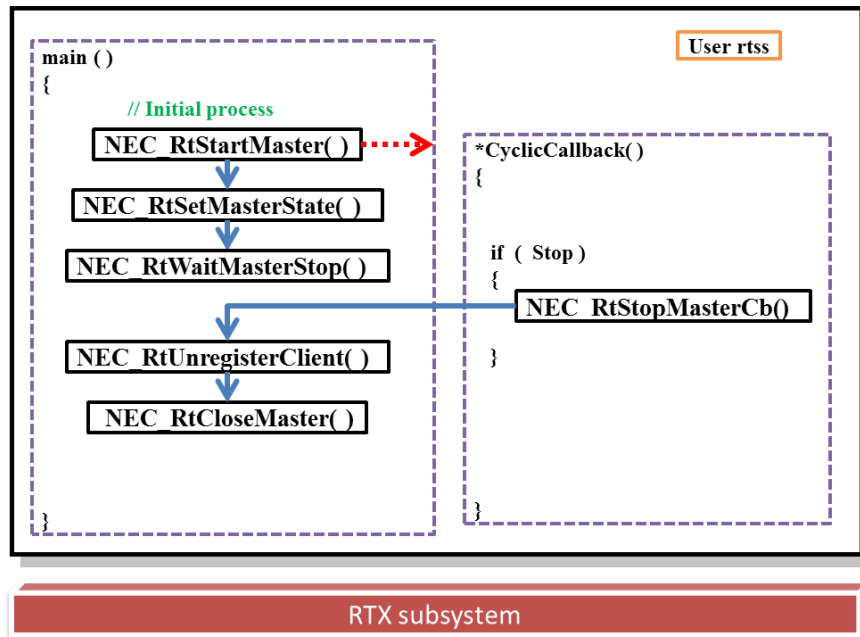 User rtss
main ( )
{
// Initial process
NEC_RtStartMaster( )
NEC_RtSetMasterState( )
NEC_RtWaitMasterStop( )
NEC_RtUnregisterClient( )
NEC_RtCloseMaster( )
}
*CyclicCallback( )
{
if ( Stop )
{
NEC_RtStopMasterCb()
}
}
RTX subsystem